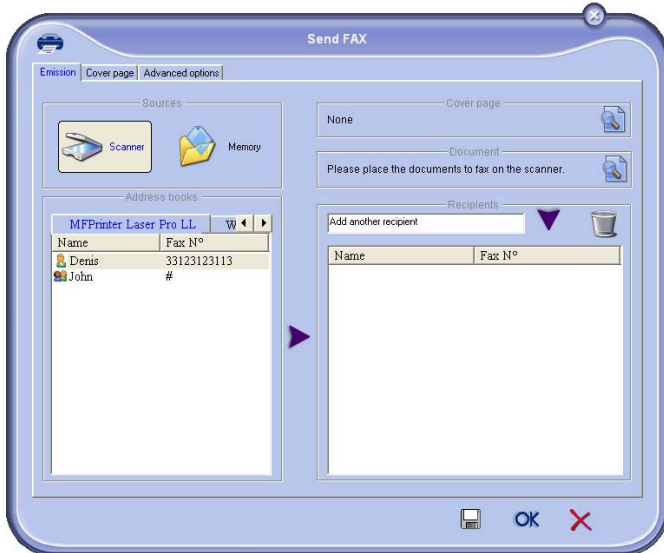 Send FAX
Emission Cover page Advanced options
Sources
Scanner Memory
Address books
MFPrinter Laser Pro LL W
Name Fax N°
Denis 33123123113
John #
Cover page
None
Document
Please place the documents to fax on the scanner.
Recipients
Add another recipient
Name Fax N°
OK